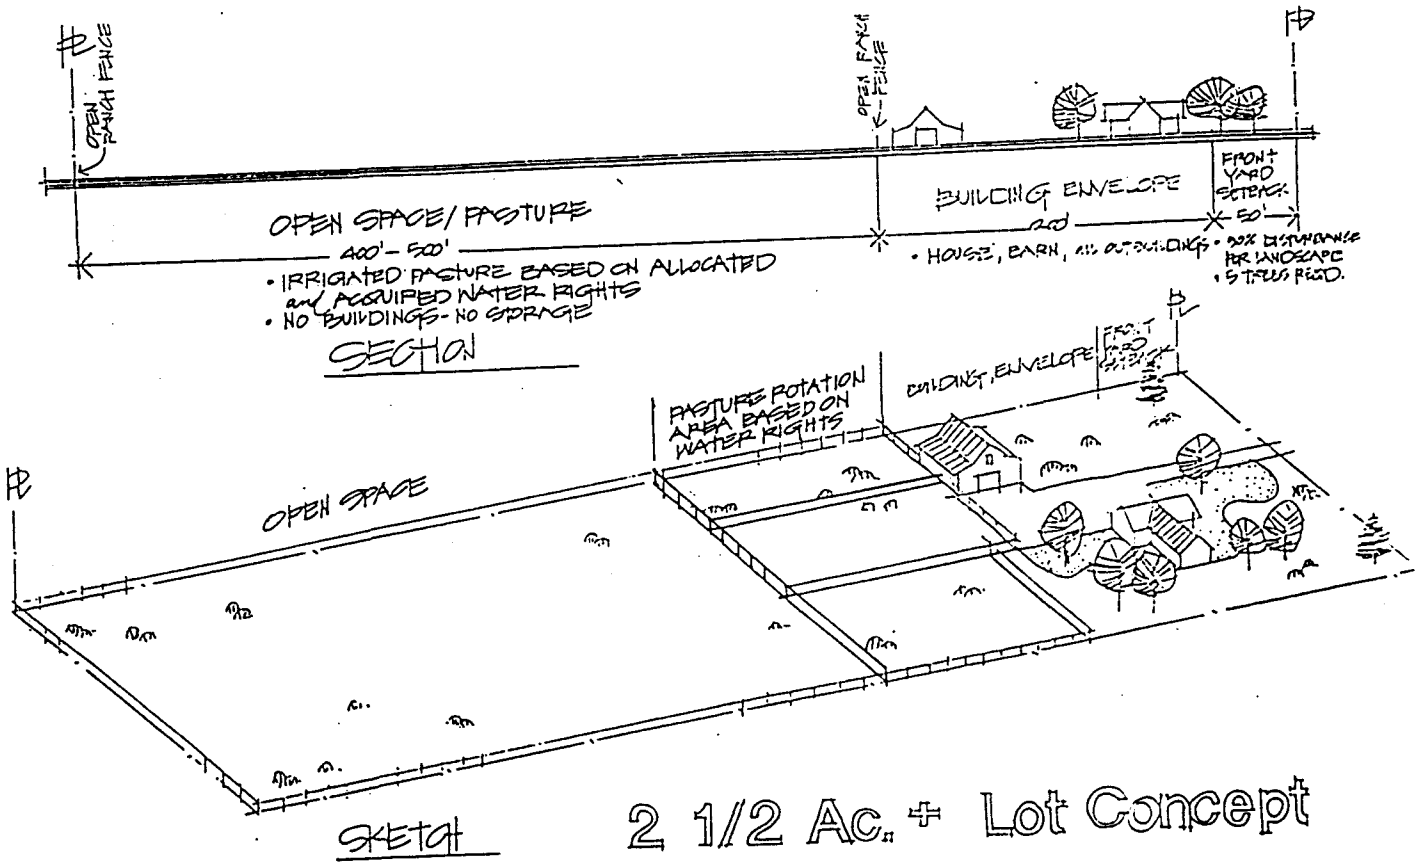 PL
OPEN
RANCH FENCE
OPEN RANCH
FENCE
PL
OPEN SPACE/PASTURE
400'-500'
• IRRIGATED PASTURE BASED ON ALLOCATED
and ACQUIRED WATER RIGHTS
• NO BUILDINGS-NO STORAGE
BUILDING ENVELOPE
200'
• HOUSE, BARN, OUTBUILDINGS
FRONT
YARD
SETBACK
50'
DISTURBANCE
FOR LANDSCAPE
• 5 TREES REQD.
SECTION
PL
OPEN SPACE
PASTURE ROTATION
AREA BASED ON
WATER RIGHTS
BUILDING ENVELOPE
FRONT
YARD
SETBACK
PL
SKETCH
2 1/2 Ac. + Lot Concept